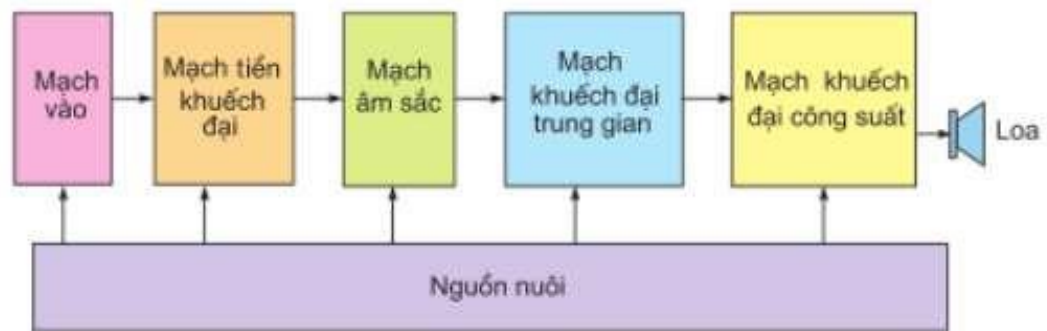 Mạch
vào
Mạch tiền
khuếch
đại
Mạch
âm sắc
Mạch
khuếch đại
trung gian
Mạch khuếch
đại công suất
Loa
Nguồn nuôi